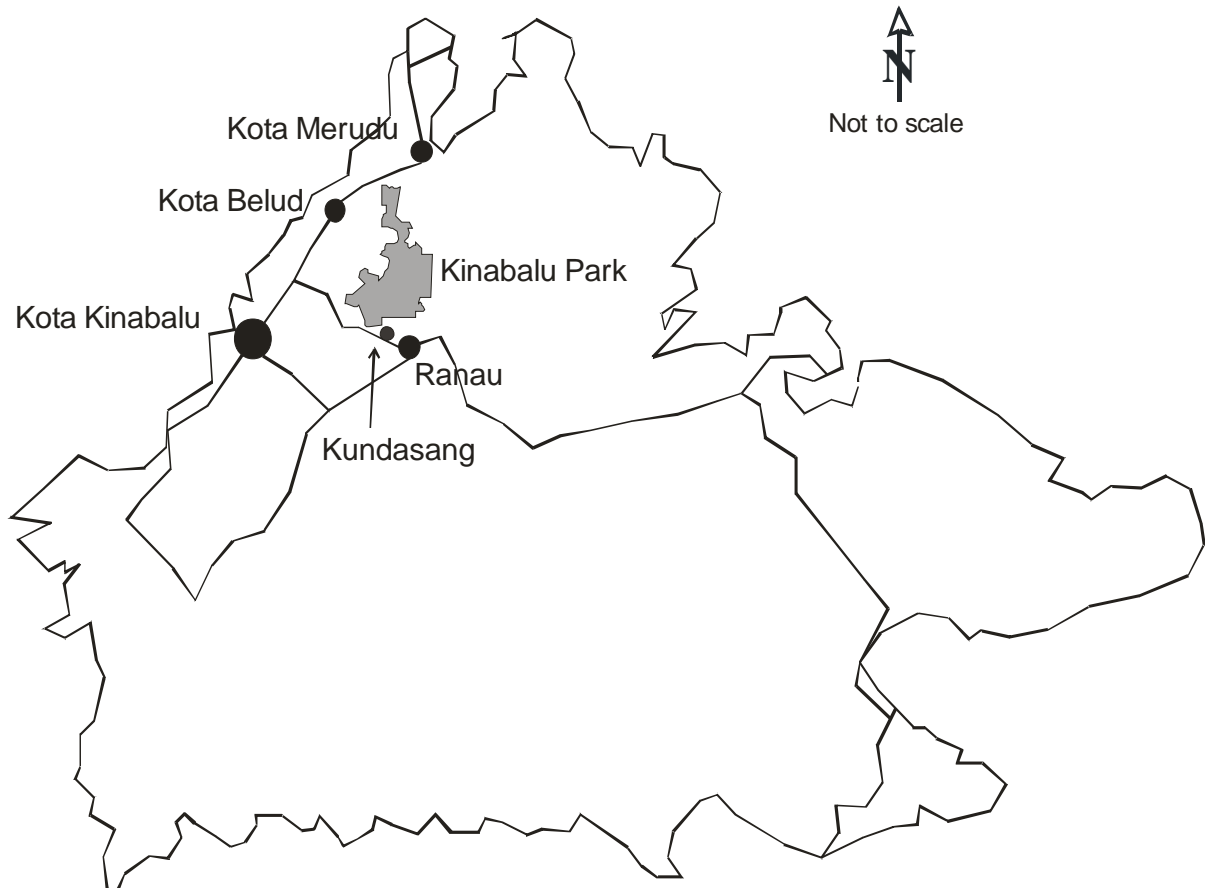 N
Not to scale
Kota Merudu
Kota Belud
Kinabalu Park
Kota Kinabalu
Ranau
Kundasang